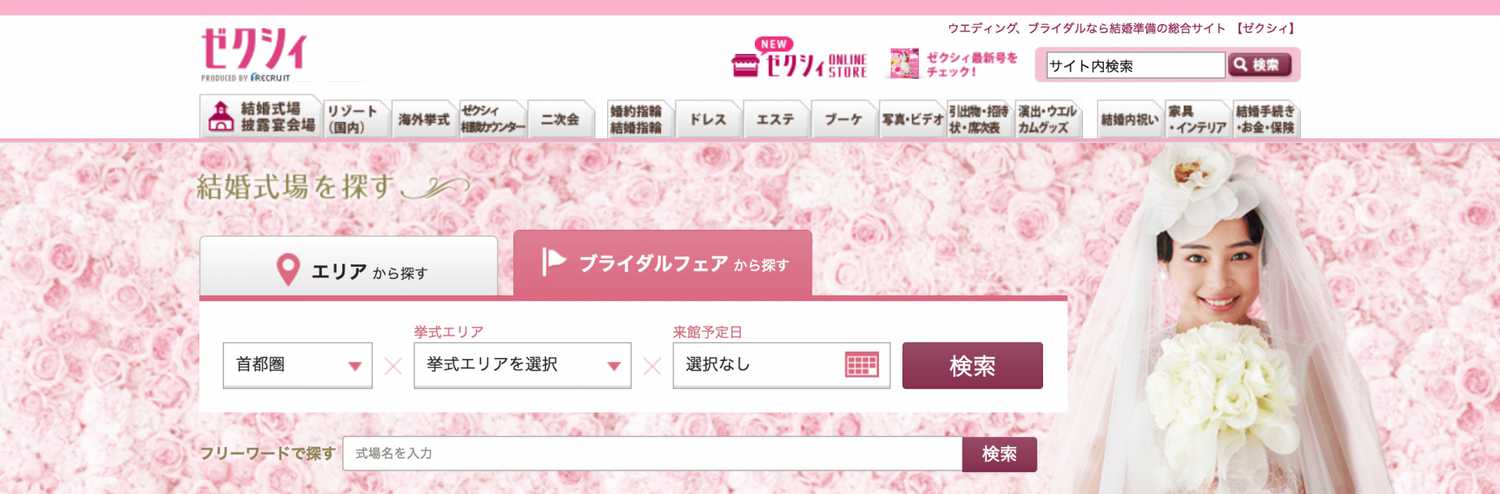 ウエディング、ブライダルなら結婚準備の総合サイト 【ゼクシィ】
ゼクシィ
PRODUCED BY RECRUIT
NEW
ゼクシィ ONLINE STORE
ゼクシィ最新号を
チェック！
サイト内検索
検索
結婚式場
披露宴会場
リゾート
（国内）
海外挙式
ゼクシィ
相談カウンター
二次会
婚約指輪
結婚指輪
ドレス
エステ
ブーケ
写真・ビデオ
引出物・招待
状・席次表
演出・ウエル
カムグッズ
結婚内祝い
家具
・インテリア
結婚手続き
・お金・保険
結婚式場を探す
エリア から探す
ブライダルフェア から探す
挙式エリア
来館予定日
首都圏
挙式エリアを選択
選択なし
検索
フリーワードで探す
式場名を入力
検索